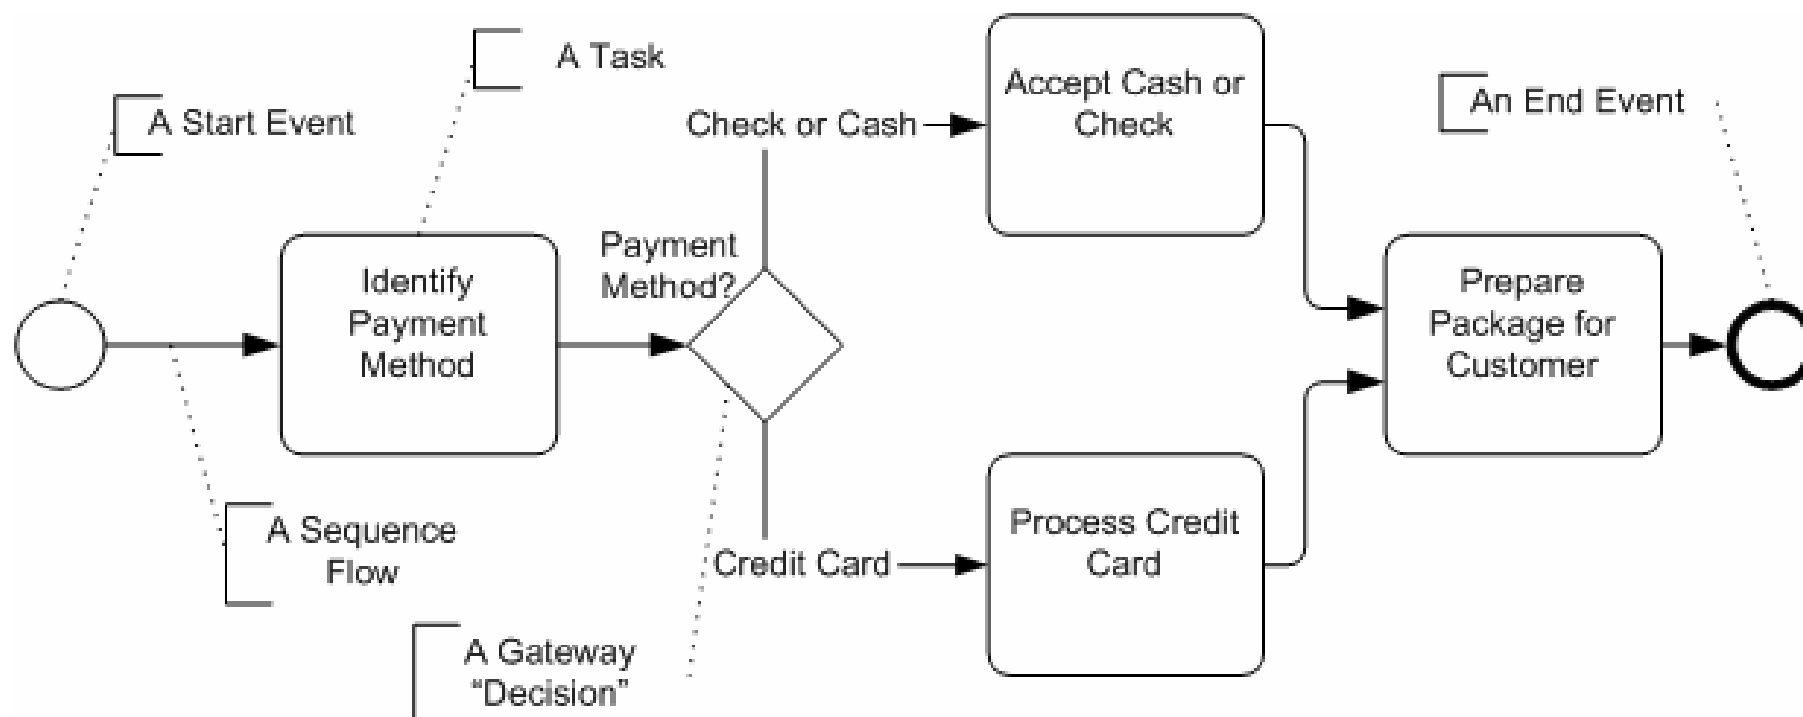 A Task
A Start Event
Check or Cash
Accept Cash or
Check
An End Event
Identify
Payment
Method
Payment
Method?
Prepare
Package for
Customer
A Sequence
Flow
Credit Card
Process Credit
Card
A Gateway
“Decision”